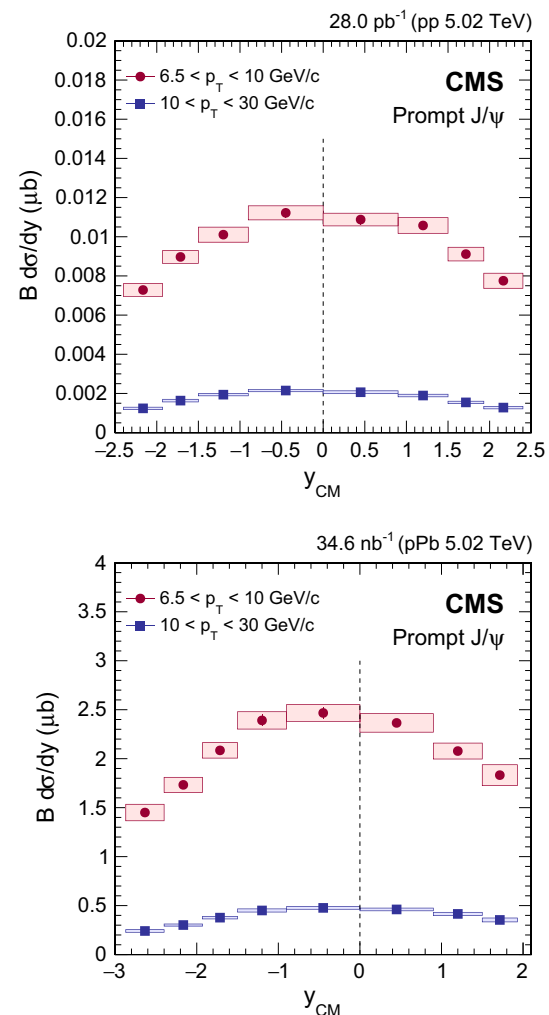 28.0 pb⁻¹ (pp 5.02 TeV)
6.5 < p_T < 10 GeV/c
10 < p_T < 30 GeV/c
CMS
Prompt J/ψ
B dσ/dy (μb)
0.02
0.018
0.016
0.014
0.012
0.01
0.008
0.006
0.004
0.002
0
−2.5 −2 −1.5 −1 −0.5 0 0.5 1 1.5 2 2.5
y_CM
34.6 nb⁻¹ (pPb 5.02 TeV)
6.5 < p_T < 10 GeV/c
10 < p_T < 30 GeV/c
CMS
Prompt J/ψ
B dσ/dy (μb)
4
3.5
3
2.5
2
1.5
1
0.5
0
−3 −2 −1 0 1 2
y_CM